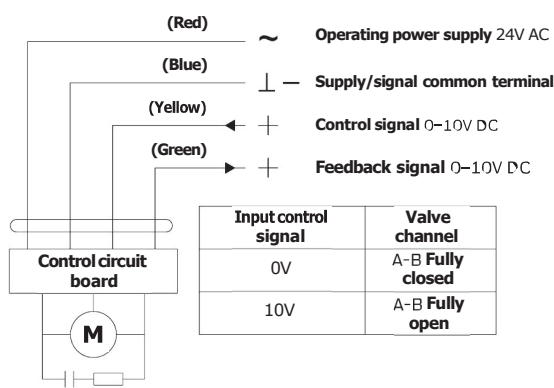 (Red) ~ Operating power supply 24V AC
(Blue) ⊥ − Supply/signal common terminal
(Yellow) + Control signal 0–10V DC
(Green) + Feedback signal 0–10V DC
Input control signal
Valve channel
0V
A-B Fully closed
10V
A-B Fully open
Control circuit
board
M